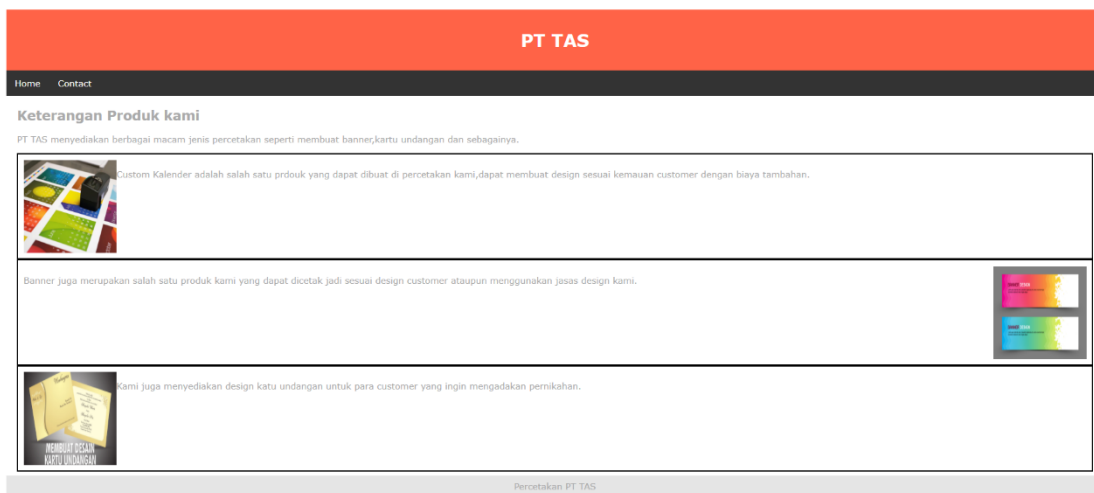 PT TAS
Home Contact
Keterangan Produk kami
PT TAS menyediakan berbagai macam jenis percetakan seperti membuat banner,kartu undangan dan sebagainya.
Custom Kalender adalah salah satu prdouk yang dapat dibuat di percetakan kami,dapat membuat design sesuai kemauan customer dengan biaya tambahan.
Banner juga merupakan salah satu produk kami yang dapat dicetak jadi sesuai design customer ataupun menggunakan jasas design kami.
Kami juga menyediakan design katu undangan untuk para customer yang ingin mengadakan pernikahan.
MEMBUAT DESAIN
KARTU UNDANGAN
Percetakan PT TAS